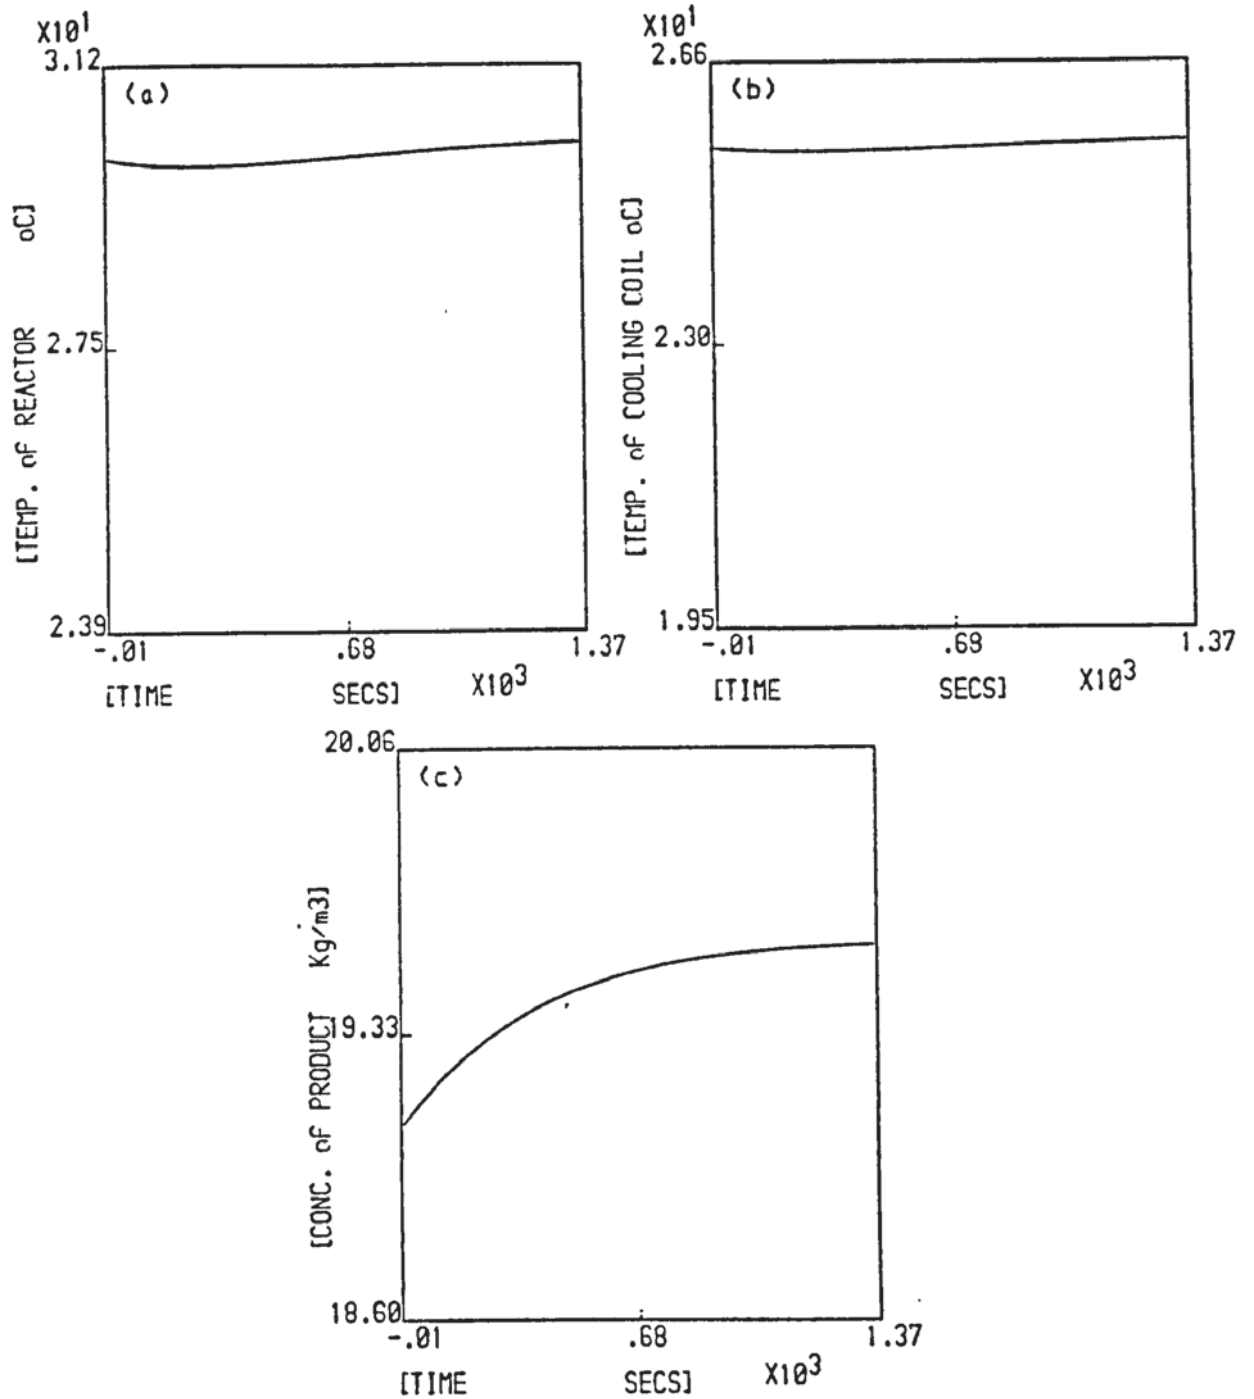 X10¹
3.12
(a)
[TEMP. of REACTOR oC]
2.75
2.39
-.01 .68 1.37
[TIME SECS] X10³
X10¹
2.66
(b)
[TEMP. of COOLING COIL oC]
2.30
1.95
-.01 .68 1.37
[TIME SECS] X10³
20.06
(c)
[CONC. of PRODUCT Kg/m3]
19.33
18.60
-.01 .68 1.37
[TIME SECS] X10³